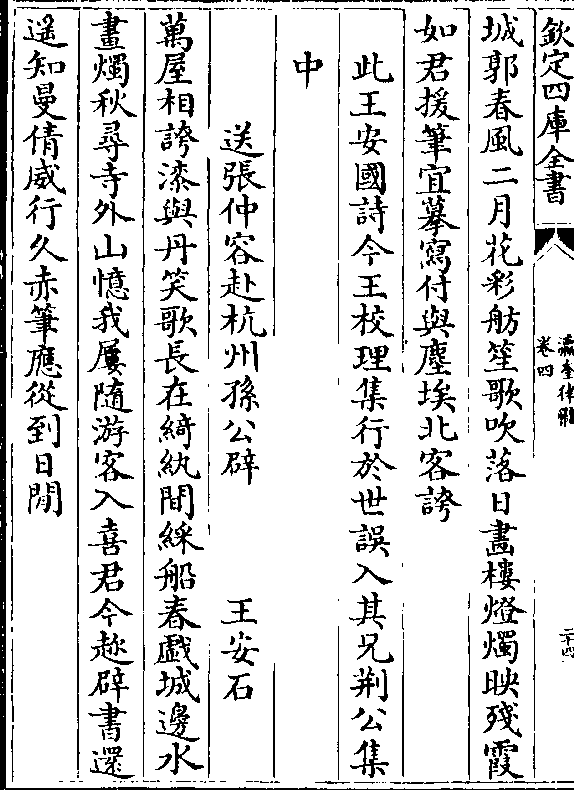 欽定四庫全書
瀛奎律髓
卷四
二十四
城郭春風二月花彩舫笙歌吹落日畫樓燈燭映殘霞
如君援筆宜摹寫付與塵埃北客誇
此王安國詩今王校理集行於世誤入其兄荆公集
中
送張仲容赴杭州孫公辟 王安石
萬屋相誇漆與丹笑歌長在綺紈間綵船春戲城邊水
畫燭秋尋寺外山憶我屢隨游客入喜君今趂辟書還
遥知曼倩威行久赤筆應從到日閒